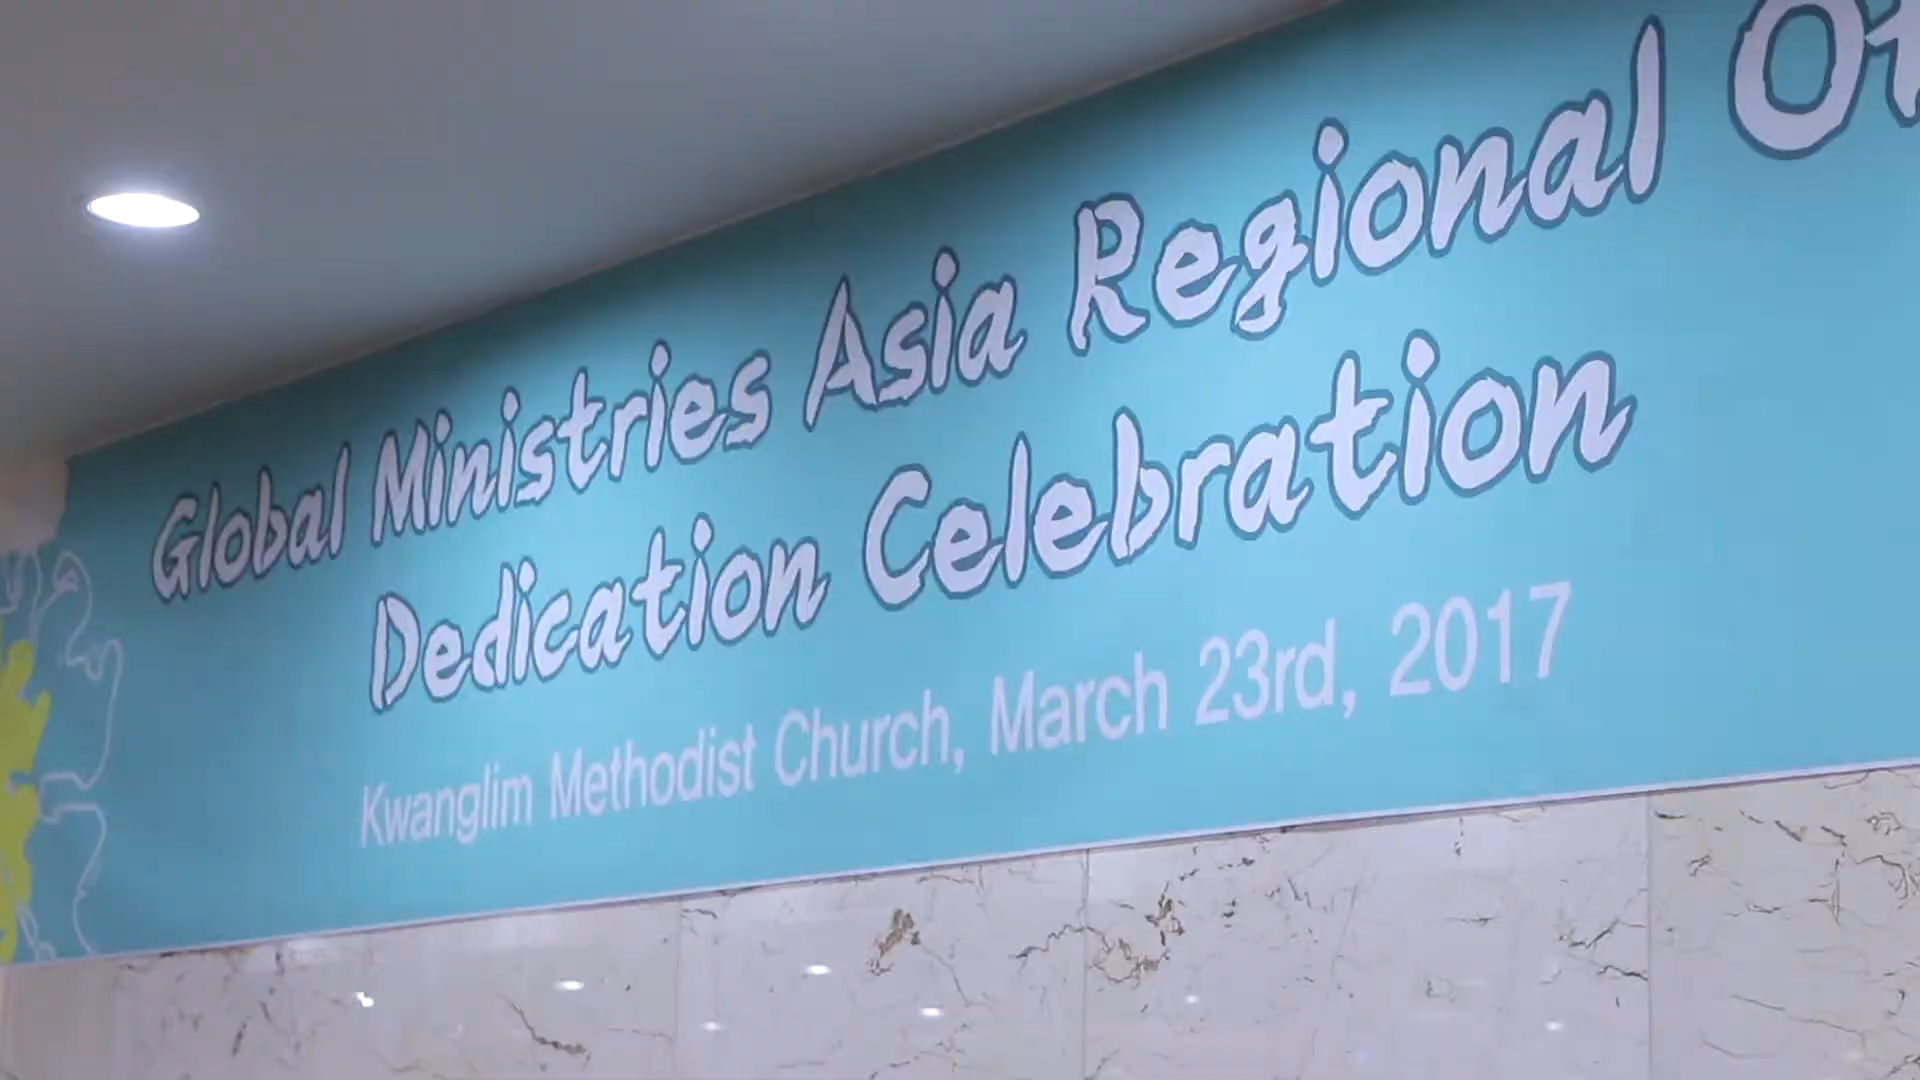 Global Ministries Asia Regional
Dedication Celebration
Kwanglim Methodist Church, March 23rd, 2017